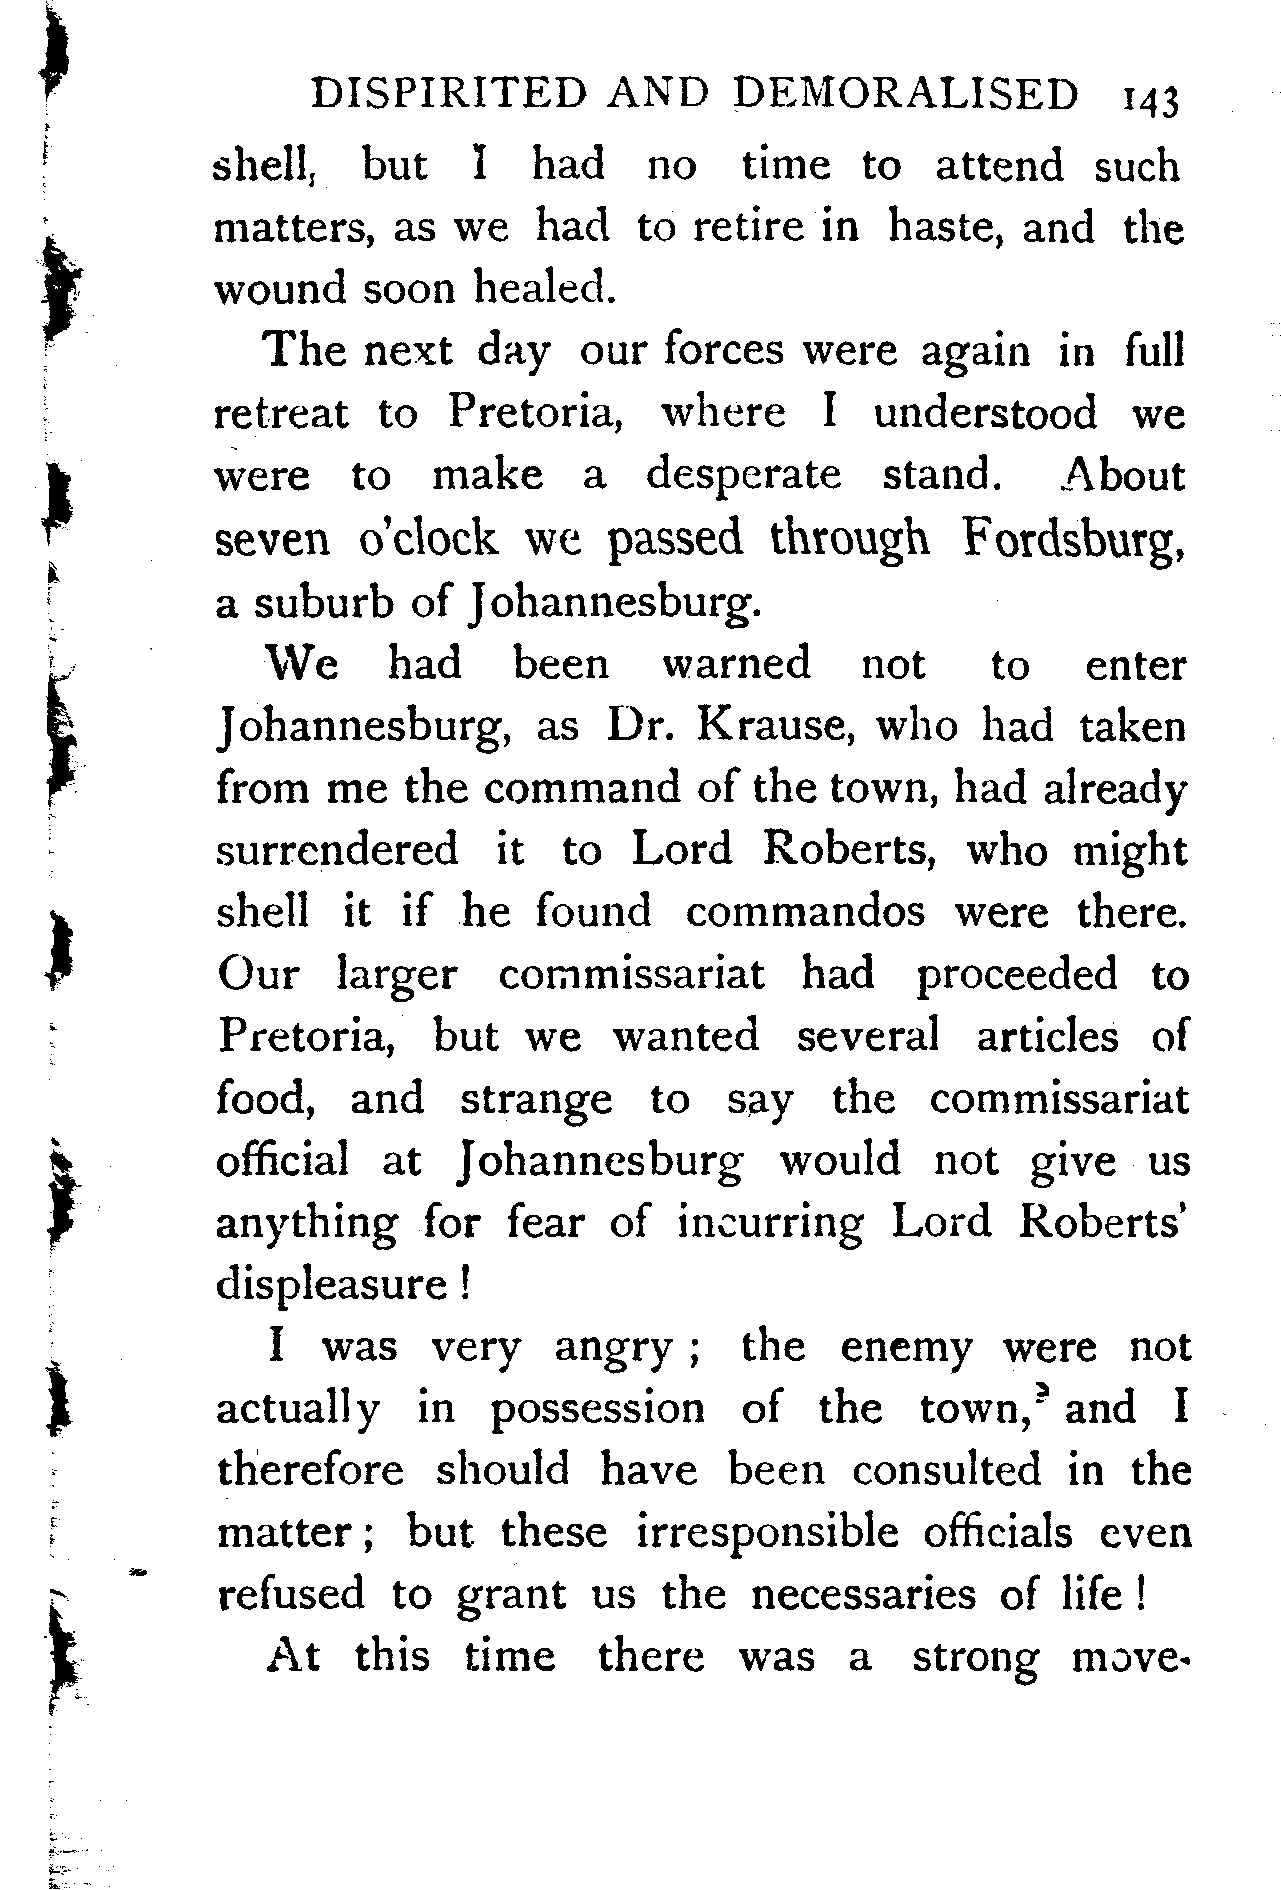 DISPIRITED AND DEMORALISED 143
shell, but I had no time to attend such
matters, as we had to retire in haste, and the
wound soon healed.
The next day our forces were again in full
retreat to Pretoria, where I understood we
were to make a desperate stand. About
seven o'clock we passed through Fordsburg,
a suburb of Johannesburg.
We had been warned not to enter
Johannesburg, as Dr. Krause, who had taken
from me the command of the town, had already
surrendered it to Lord Roberts, who might
shell it if he found commandos were there.
Our larger commissariat had proceeded to
Pretoria, but we wanted several articles of
food, and strange to say the commissariat
official at Johannesburg would not give us
anything for fear of incurring Lord Roberts'
displeasure !
I was very angry ; the enemy were not
actually in possession of the town, and I
therefore should have been consulted in the
matter ; but these irresponsible officials even
refused to grant us the necessaries of life !
At this time there was a strong move-